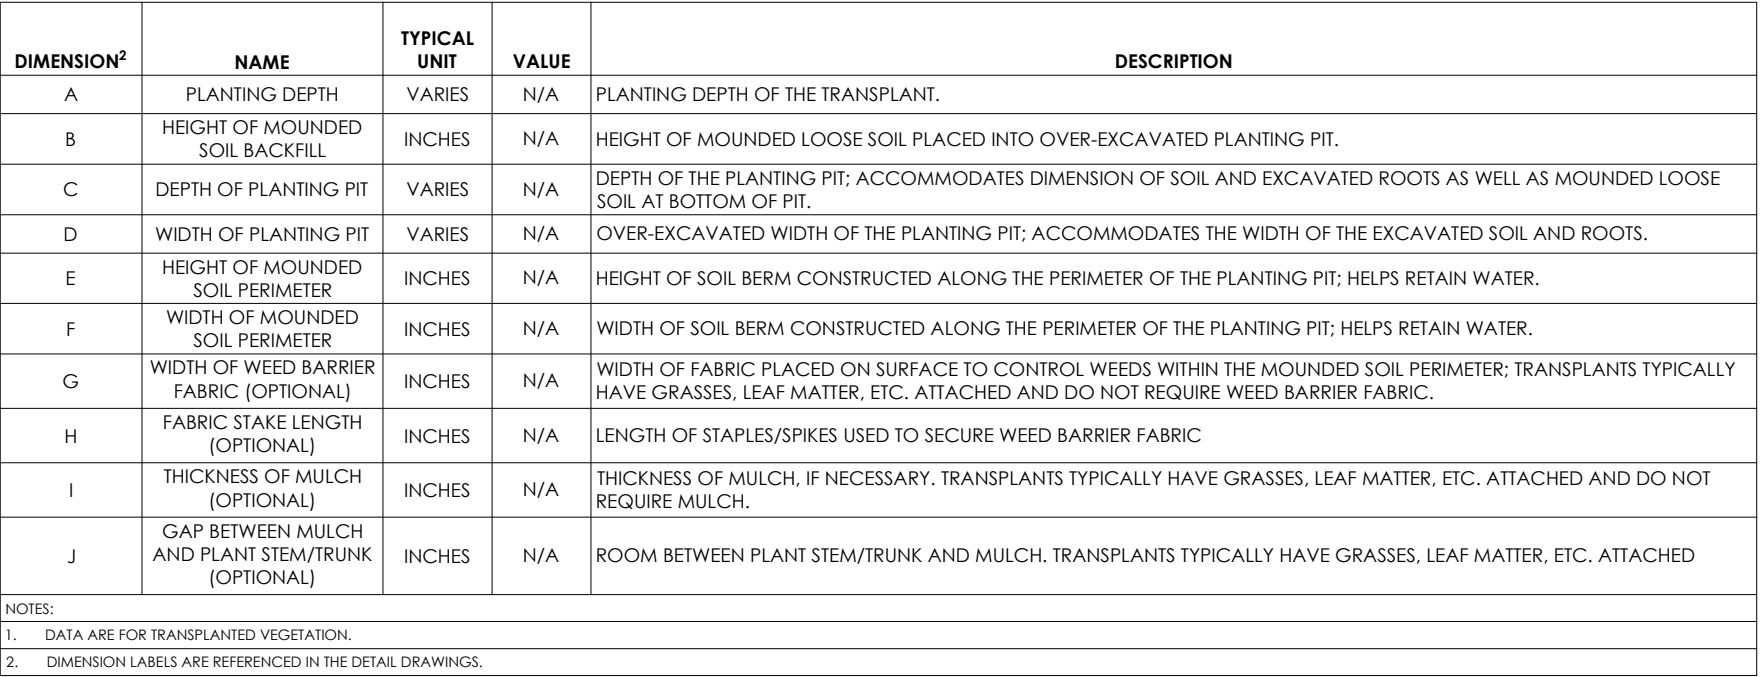 DIMENSION2 NAME TYPICAL UNIT VALUE DESCRIPTION
A PLANTING DEPTH VARIES N/A PLANTING DEPTH OF THE TRANSPLANT.
B HEIGHT OF MOUNDED SOIL BACKFILL INCHES N/A HEIGHT OF MOUNDED LOOSE SOIL PLACED INTO OVER-EXCAVATED PLANTING PIT.
C DEPTH OF PLANTING PIT VARIES N/A DEPTH OF THE PLANTING PIT; ACCOMMODATES DIMENSION OF SOIL AND EXCAVATED ROOTS AS WELL AS MOUNDED LOOSE
SOIL AT BOTTOM OF PIT.
D WIDTH OF PLANTING PIT VARIES N/A OVER-EXCAVATED WIDTH OF THE PLANTING PIT; ACCOMMODATES THE WIDTH OF THE EXCAVATED SOIL AND ROOTS.
E HEIGHT OF MOUNDED SOIL PERIMETER INCHES N/A HEIGHT OF SOIL BERM CONSTRUCTED ALONG THE PERIMETER OF THE PLANTING PIT; HELPS RETAIN WATER.
F WIDTH OF MOUNDED SOIL PERIMETER INCHES N/A WIDTH OF SOIL BERM CONSTRUCTED ALONG THE PERIMETER OF THE PLANTING PIT; HELPS RETAIN WATER.
G WIDTH OF WEED BARRIER FABRIC (OPTIONAL) INCHES N/A WIDTH OF FABRIC PLACED ON SURFACE TO CONTROL WEEDS WITHIN THE MOUNDED SOIL PERIMETER; TRANSPLANTS TYPICALLY
HAVE GRASSES, LEAF MATTER, ETC. ATTACHED AND DO NOT REQUIRE WEED BARRIER FABRIC.
H FABRIC STAKE LENGTH (OPTIONAL) INCHES N/A LENGTH OF STAPLES/SPIKES USED TO SECURE WEED BARRIER FABRIC
I THICKNESS OF MULCH (OPTIONAL) INCHES N/A THICKNESS OF MULCH, IF NECESSARY. TRANSPLANTS TYPICALLY HAVE GRASSES, LEAF MATTER, ETC. ATTACHED AND DO NOT
REQUIRE MULCH.
J GAP BETWEEN MULCH AND PLANT STEM/TRUNK (OPTIONAL) INCHES N/A ROOM BETWEEN PLANT STEM/TRUNK AND MULCH. TRANSPLANTS TYPICALLY HAVE GRASSES, LEAF MATTER, ETC. ATTACHED
NOTES:
1. DATA ARE FOR TRANSPLANTED VEGETATION.
2. DIMENSION LABELS ARE REFERENCED IN THE DETAIL DRAWINGS.